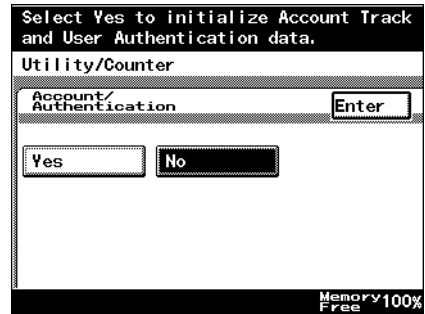 Select Yes to initialize Account Track
and User Authentication data.
Utility/Counter
Account/
Authentication
Enter
Yes
No
Memory
Free
100%